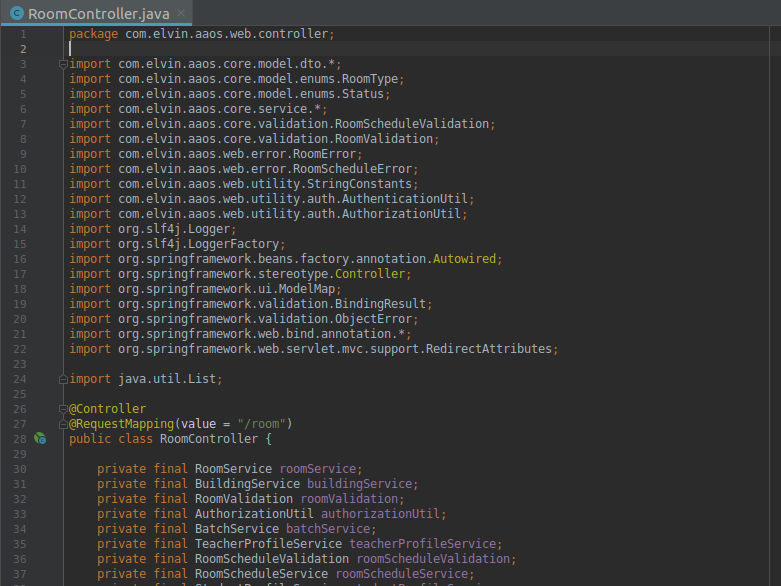 RoomController.java
1 package com.elvin.aaos.web.controller;
2
3 import com.elvin.aaos.core.model.dto.*;
4 import com.elvin.aaos.core.model.enums.RoomType;
5 import com.elvin.aaos.core.model.enums.Status;
6 import com.elvin.aaos.core.service.*;
7 import com.elvin.aaos.core.validation.RoomScheduleValidation;
8 import com.elvin.aaos.core.validation.RoomValidation;
9 import com.elvin.aaos.web.error.RoomError;
10 import com.elvin.aaos.web.error.RoomScheduleError;
11 import com.elvin.aaos.web.utility.StringConstants;
12 import com.elvin.aaos.web.utility.auth.AuthenticationUtil;
13 import com.elvin.aaos.web.utility.auth.AuthorizationUtil;
14 import org.slf4j.Logger;
15 import org.slf4j.LoggerFactory;
16 import org.springframework.beans.factory.annotation.Autowired;
17 import org.springframework.stereotype.Controller;
18 import org.springframework.ui.ModelMap;
19 import org.springframework.validation.BindingResult;
20 import org.springframework.validation.ObjectError;
21 import org.springframework.web.bind.annotation.*;
22 import org.springframework.web.servlet.mvc.support.RedirectAttributes;
23
24 import java.util.List;
25
26 @Controller
27 @RequestMapping(value = "/room")
28 public class RoomController {
29
30 private final RoomService roomService;
31 private final BuildingService buildingService;
32 private final RoomValidation roomValidation;
33 private final AuthorizationUtil authorizationUtil;
34 private final BatchService batchService;
35 private final TeacherProfileService teacherProfileService;
36 private final RoomScheduleValidation roomScheduleValidation;
37 private final RoomScheduleService roomScheduleService;